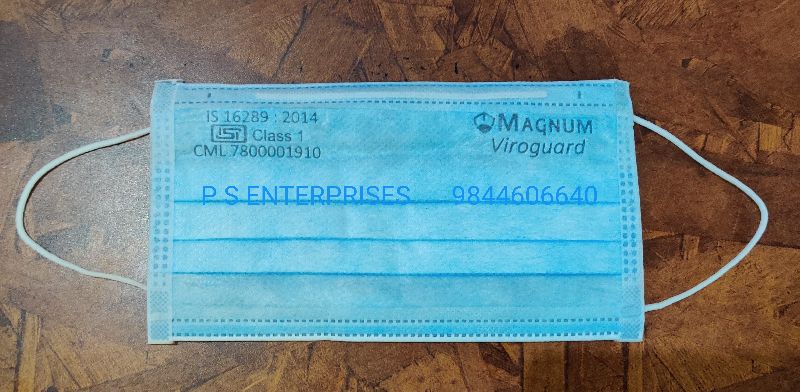 IS 16289 : 2014
ISI Class 1
CML 7800001910
MAGNUM
Viroguard
P S ENTERPRISES 9844606640